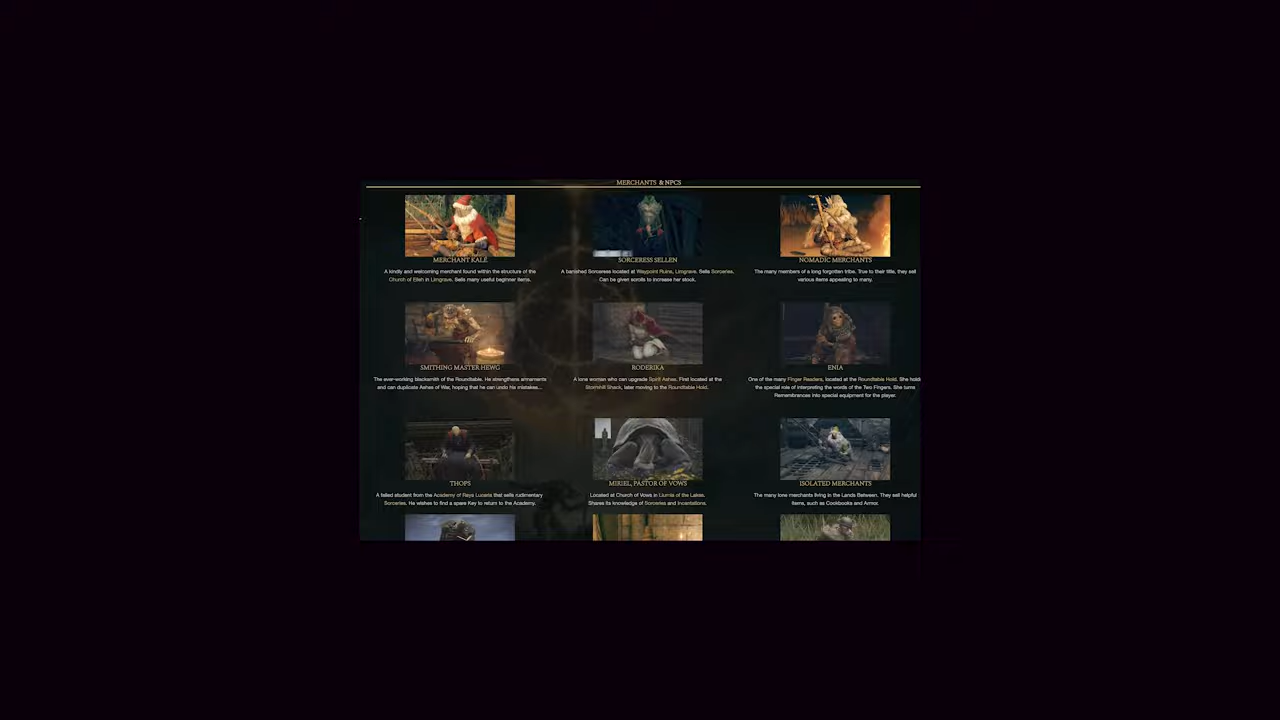 MERCHANTS & NPCS
MERCHANT KALÉ
SORCERESS SELLEN
NOMADIC MERCHANTS
A kindly and welcoming merchant found within the structure of the
Church of Elleh in Limgrave. Sells many useful beginner items.
A banished Sorceress located at Waypoint Ruins, Limgrave. Sells Sorceries.
Can be given scrolls to increase her stock.
The many members of a long forgotten tribe. True to their title, they sell
various items appealing to many.
SMITHING MASTER HEWG
RODERIKA
ENIA
The ever-working blacksmith of the Roundtable. He strengthens armaments
and can duplicate Ashes of War, hoping that he can undo his mistakes...
A lone woman who can upgrade Spirit Ashes. First located at the
Stormhill Shack, later moving to the Roundtable Hold.
One of the many Finger Readers, located at the Roundtable Hold. She holds
the special role of interpreting the words of the Two Fingers. She turns
Remembrances into special equipment for the player.
THOPS
MIRIEL, PASTOR OF VOWS
ISOLATED MERCHANTS
A failed student from the Academy of Raya Lucaria that sells rudimentary
Sorceries. He wishes to find a spare Key to return to the Academy.
Located at Church of Vows in Liurnia of the Lakes.
Shares its knowledge of Sorceries and Incantations.
The many lone merchants living in the Lands Between. They sell helpful
items, such as Cookbooks and Armor.